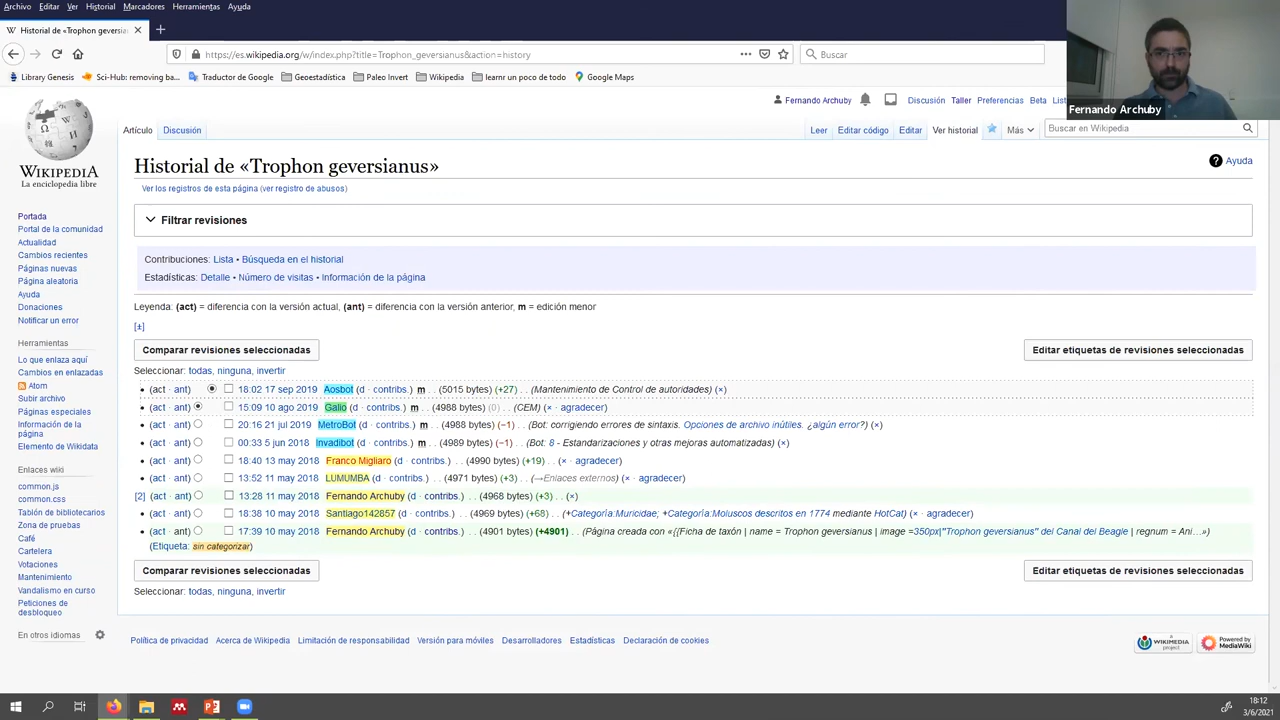 Archivo Editar Ver Historial Marcadores Herramientas Ayuda
Historial de «Trophon geversian
https://es.wikipedia.org/w/index.php?title=Trophon_geversianus&action=history
Buscar
Library Genesis Sci-Hub: removing ba... Traductor de Google Geoestadística Paleo Invert Wikipedia learnr un poco de todo Google Maps
Fernando Archuby
Fernando Archuby Discusión Taller Preferencias Beta
WIKIPEDIA
La enciclopedia libre
Artículo Discusión Leer Editar código Editar Ver historial Más Buscar en Wikipedia
Historial de «Trophon geversianus»
Ayuda
Ver los registros de esta página (ver registro de abusos)
Filtrar revisiones
Contribuciones: Lista • Búsqueda en el historial
Estadísticas: Detalle • Número de visitas • Información de la página
Leyenda: (act) = diferencia con la versión actual, (ant) = diferencia con la versión anterior, m = edición menor
[±]
Comparar revisiones seleccionadas Editar etiquetas de revisiones seleccionadas
Seleccionar: todas, ninguna, invertir
• (act · ant) 18:02 17 sep 2019 Aosbot (d · contribs.) m . . (5015 bytes) (+27) . . (Mantenimiento de Control de autoridades) (×)
• (act · ant) 15:09 10 ago 2019 Galio (d · contribs.) m . . (4988 bytes) (0) . . (CEM) (× · agradecer)
• (act · ant) 20:16 21 jul 2019 MetroBot (d · contribs.) m . . (4988 bytes) (−1) . . (Bot: corrigiendo errores de sintaxis. Opciones de archivo inútiles. ¿algún error?) (×)
• (act · ant) 00:33 5 jun 2018 Invadibot (d · contribs.) m . . (4989 bytes) (−1) . . (Bot: 8 - Estandarizaciones y otras mejoras automatizadas) (×)
• (act · ant) 18:40 13 may 2018 Franco Migliaro (d · contribs.) . . (4990 bytes) (+19) . . (× · agradecer)
• (act · ant) 13:52 11 may 2018 LUMUMBA (d · contribs.) . . (4971 bytes) (+3) . . (→Enlaces externos) (× · agradecer)
[2] (act · ant) 13:28 11 may 2018 Fernando Archuby (d · contribs.) . . (4968 bytes) (+3) . . (×)
• (act · ant) 18:38 10 may 2018 Santiago142857 (d · contribs.) . . (4969 bytes) (+68) . . (+Categoría:Muricidae; +Categoría:Moluscos descritos en 1774 mediante HotCat) (× · agradecer)
• (act · ant) 17:39 10 may 2018 Fernando Archuby (d · contribs.) . . (4901 bytes) (+4901) . . (Página creada con «{{Ficha de taxón | name = Trophon geversianus | image =350px|"Trophon geversianus" del Canal del Beagle | regnum = Ani...»)
(Etiqueta: sin categorizar)
Comparar revisiones seleccionadas Editar etiquetas de revisiones seleccionadas
Seleccionar: todas, ninguna, invertir
Portada
Portal de la comunidad
Actualidad
Cambios recientes
Páginas nuevas
Página aleatoria
Ayuda
Donaciones
Notificar un error
Herramientas
Lo que enlaza aquí
Cambios en enlazadas
Atom
Subir archivo
Páginas especiales
Información de la
página
Elemento de Wikidata
Enlaces wiki
common.js
common.css
Tablón de bibliotecarios
Zona de pruebas
Café
Cartelera
Votaciones
Mantenimiento
Vandalismo en curso
Peticiones de
desbloqueo
En otros idiomas
Política de privacidad Acerca de Wikipedia Limitación de responsabilidad Versión para móviles Desarrolladores Estadísticas Declaración de cookies
A WIKIMEDIA project
Powered by MediaWiki
18:12
3/6/2021